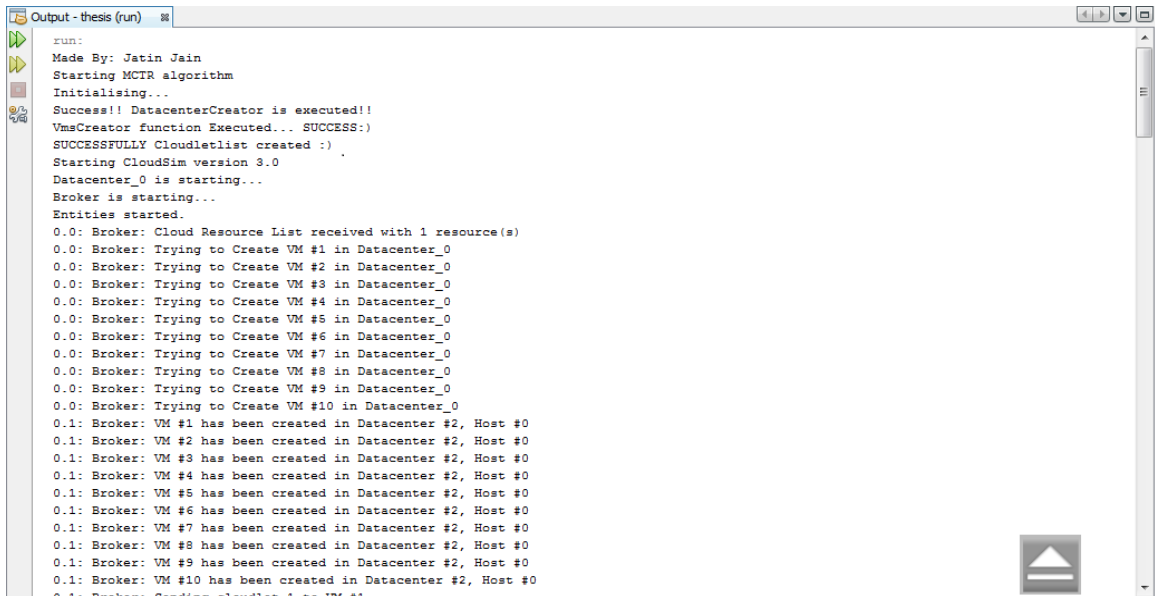 Output - thesis (run)
run:
Made By: Jatin Jain
Starting MCTR algorithm
Initialising...
Success!! DatacenterCreator is executed!!
VmsCreator function Executed... SUCCESS:)
SUCCESSFULLY Cloudletlist created :)
Starting CloudSim version 3.0
Datacenter_0 is starting...
Broker is starting...
Entities started.
0.0: Broker: Cloud Resource List received with 1 resource(s)
0.0: Broker: Trying to Create VM #1 in Datacenter_0
0.0: Broker: Trying to Create VM #2 in Datacenter_0
0.0: Broker: Trying to Create VM #3 in Datacenter_0
0.0: Broker: Trying to Create VM #4 in Datacenter_0
0.0: Broker: Trying to Create VM #5 in Datacenter_0
0.0: Broker: Trying to Create VM #6 in Datacenter_0
0.0: Broker: Trying to Create VM #7 in Datacenter_0
0.0: Broker: Trying to Create VM #8 in Datacenter_0
0.0: Broker: Trying to Create VM #9 in Datacenter_0
0.0: Broker: Trying to Create VM #10 in Datacenter_0
0.1: Broker: VM #1 has been created in Datacenter #2, Host #0
0.1: Broker: VM #2 has been created in Datacenter #2, Host #0
0.1: Broker: VM #3 has been created in Datacenter #2, Host #0
0.1: Broker: VM #4 has been created in Datacenter #2, Host #0
0.1: Broker: VM #5 has been created in Datacenter #2, Host #0
0.1: Broker: VM #6 has been created in Datacenter #2, Host #0
0.1: Broker: VM #7 has been created in Datacenter #2, Host #0
0.1: Broker: VM #8 has been created in Datacenter #2, Host #0
0.1: Broker: VM #9 has been created in Datacenter #2, Host #0
0.1: Broker: VM #10 has been created in Datacenter #2, Host #0
0.1: Broker: Sending cloudlet 1 to VM #1